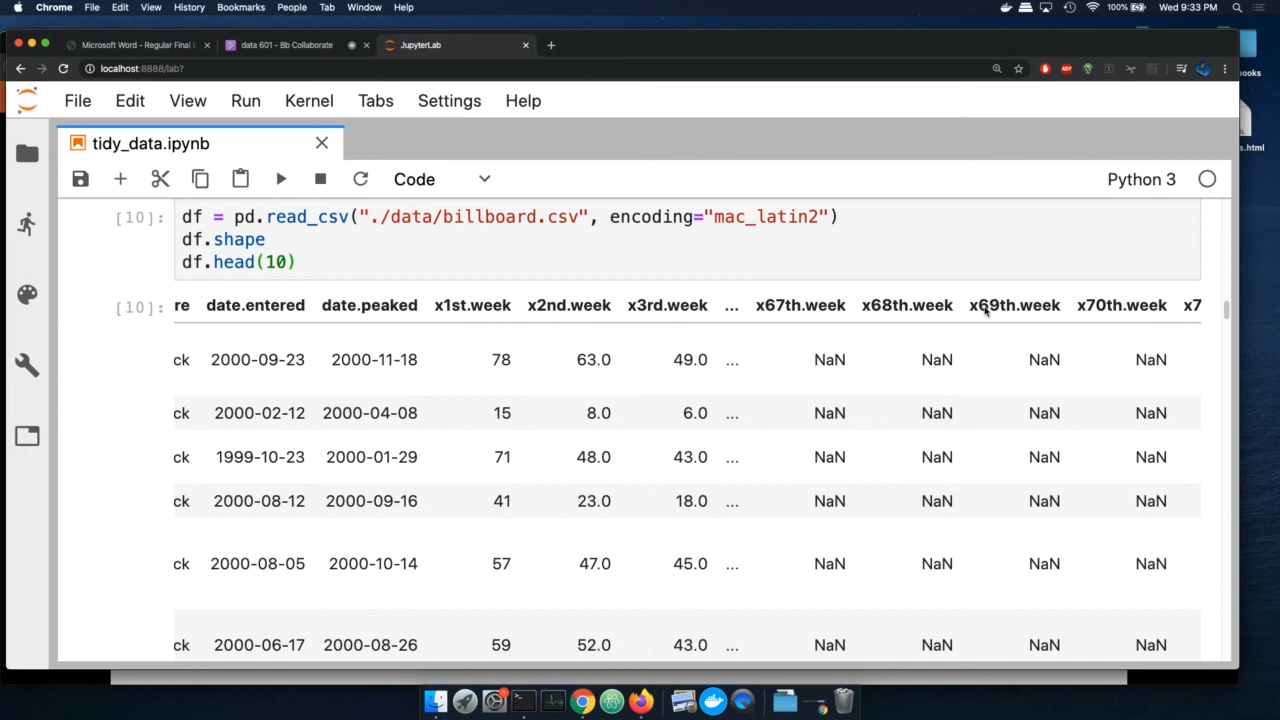 Chrome File Edit View History Bookmarks People Tab Window Help 100% Wed 9:33 PM
Microsoft Word - Regular Final E data 601 - Bb Collaborate JupyterLab
localhost:8888/lab?
ABP
ooks
s.html
File Edit View Run Kernel Tabs Settings Help
tidy_data.ipynb
Code Python 3
[10]: df = pd.read_csv("./data/billboard.csv", encoding="mac_latin2")
df.shape
df.head(10)
[10]: re date.entered date.peaked x1st.week x2nd.week x3rd.week ... x67th.week x68th.week x69th.week x70th.week x7
ck 2000-09-23 2000-11-18 78 63.0 49.0 ... NaN NaN NaN NaN
ck 2000-02-12 2000-04-08 15 8.0 6.0 ... NaN NaN NaN NaN
ck 1999-10-23 2000-01-29 71 48.0 43.0 ... NaN NaN NaN NaN
ck 2000-08-12 2000-09-16 41 23.0 18.0 ... NaN NaN NaN NaN
ck 2000-08-05 2000-10-14 57 47.0 45.0 ... NaN NaN NaN NaN
ck 2000-06-17 2000-08-26 59 52.0 43.0 ... NaN NaN NaN NaN